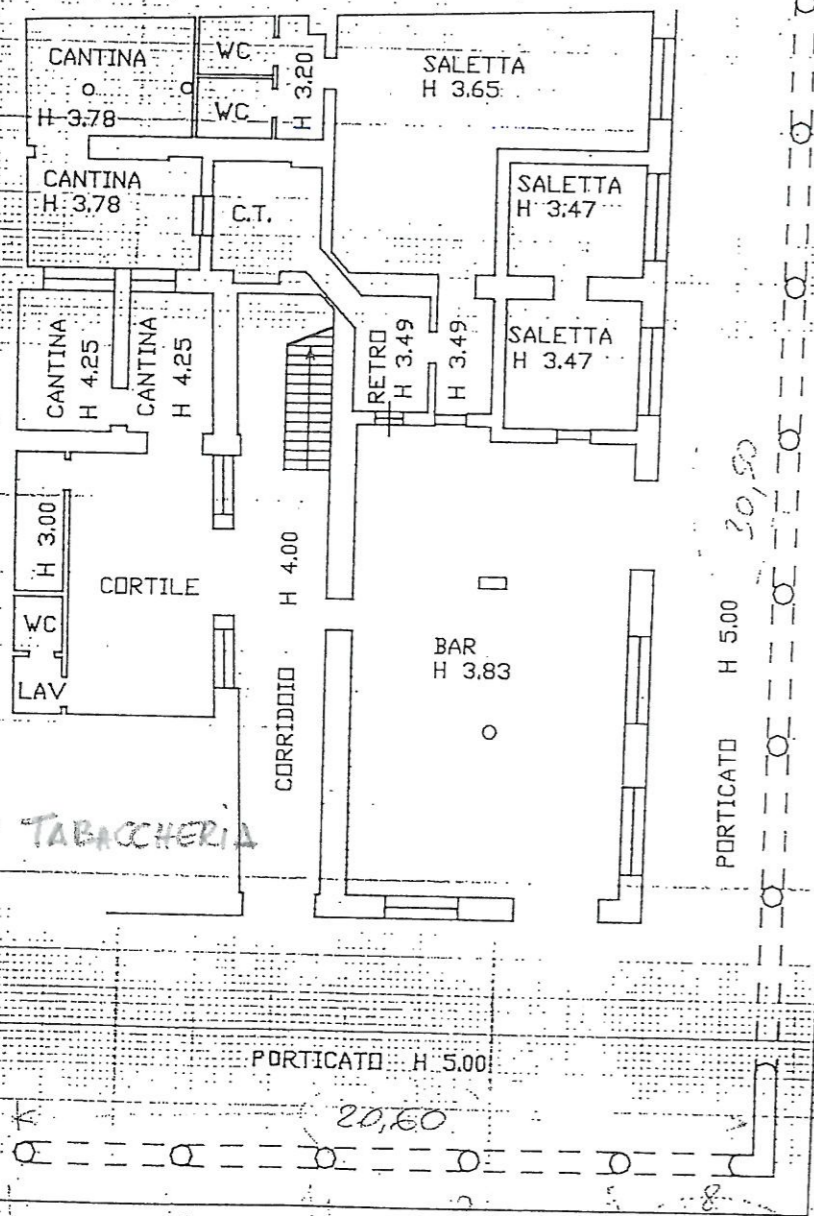 CANTINA
H 3.78
WC
WC
H 3.20
SALETTA
H 3.65
CANTINA
H 3.78
C.T.
SALETTA
H 3.47
CANTINA
H 4.25
CANTINA
H 4.25
RETRO
H 3.49
H 3.49
SALETTA
H 3.47
H 3.00
CORTILE
WC
LAV
H 4.00
CORRIDOIO
BAR
H 3.83
PORTICATO H 5.00
TABACCHERIA
PORTICATO H 5.00
20,60